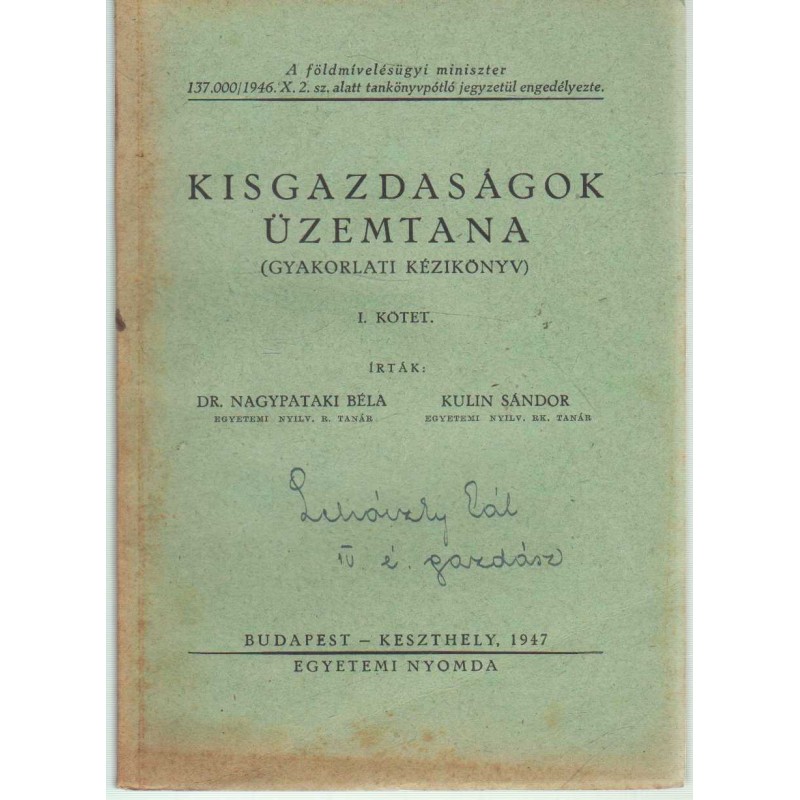 A földmívelésügyi miniszter
137.000/1946. X. 2. sz. alatt tankönyvpótló jegyzetül engedélyezte.
KISGAZDASÁGOK
ÜZEMTANA
(GYAKORLATI KÉZIKÖNYV)
I. KÖTET.
ÍRTÁK:
DR. NAGYPATAKI BÉLA KULIN SÁNDOR
EGYETEMI NYILV. R. TANÁR EGYETEMI NYILV. RK. TANÁR
Pál
IV é. gazdász
BUDAPEST – KESZTHELY, 1947
EGYETEMI NYOMDA